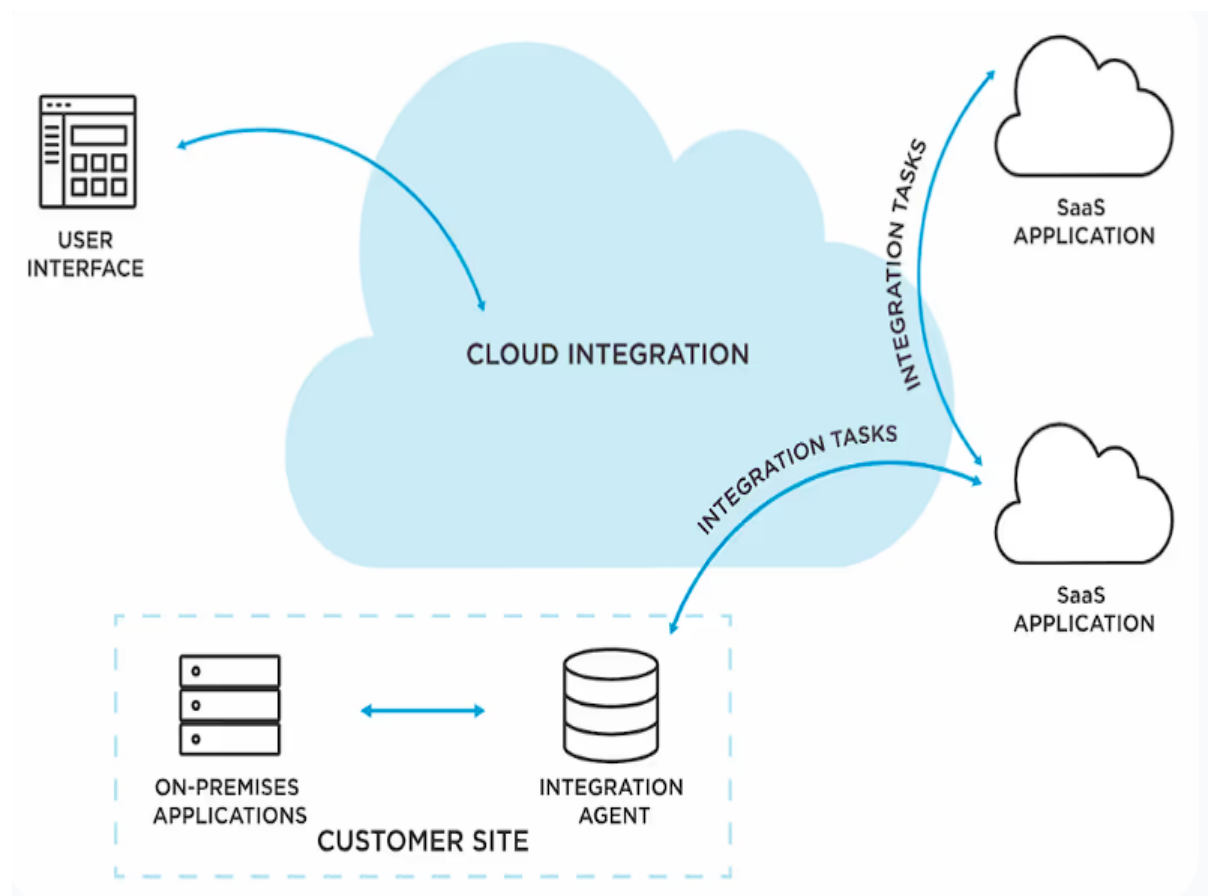 USER
INTERFACE
CLOUD INTEGRATION
INTEGRATION TASKS
SaaS
APPLICATION
INTEGRATION TASKS
SaaS
APPLICATION
ON-PREMISES
APPLICATIONS
INTEGRATION
AGENT
CUSTOMER SITE